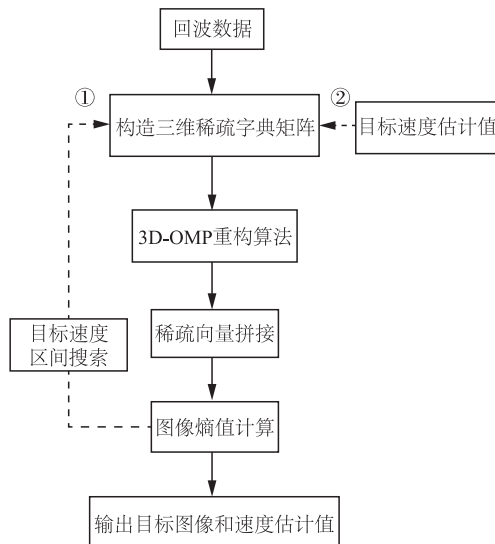 回波数据
①
②
构造三维稀疏字典矩阵
目标速度估计值
3D-OMP重构算法
稀疏向量拼接
目标速度
区间搜索
图像熵值计算
输出目标图像和速度估计值